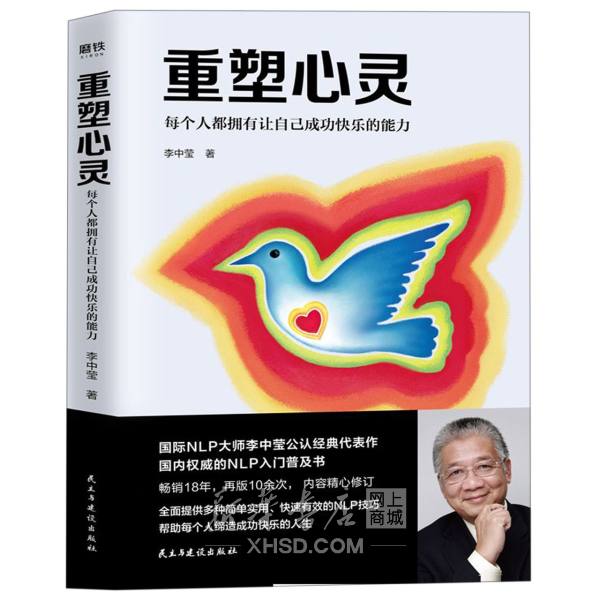 磨铁
XIRON
重塑心灵
每个人都拥有让自己成功快乐的能力
李中莹 著
民主与建设出版社
重塑心灵
每个人都拥有让自己成功快乐的能力
李中莹 著
国际NLP大师李中莹公认经典代表作
国内权威的NLP入门普及书
畅销18年，再版10余次，内容精心修订
全面提供多种简单实用、快速有效的NLP技巧
帮助每个人缔造成功快乐的人生
民主与建设出版社
新华书店
网上
商城
XHSD.COM